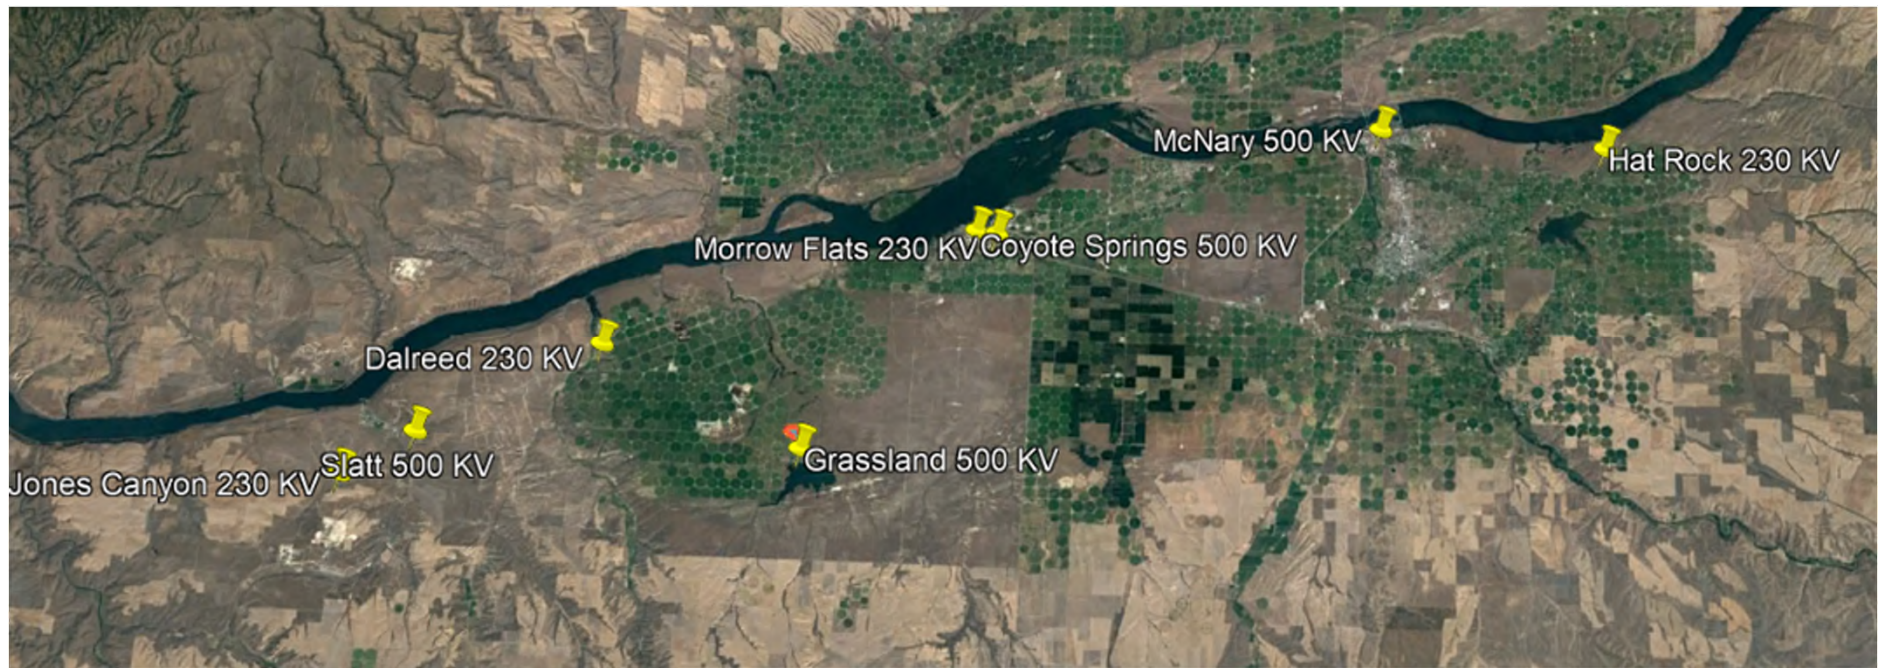 McNary 500 KV
Hat Rock 230 KV
Morrow Flats 230 KV
Coyote Springs 500 KV
Dalreed 230 KV
Grassland 500 KV
Slatt 500 KV
Jones Canyon 230 KV